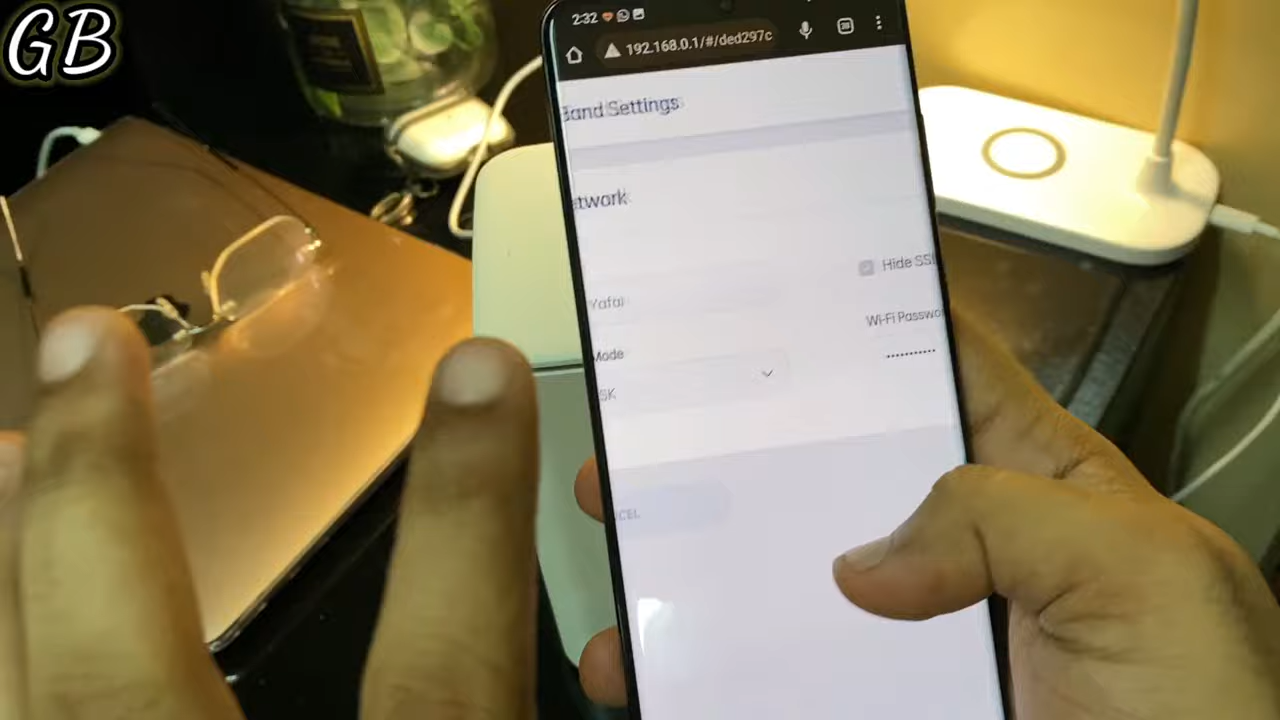 GB
2:32
192.168.0.1/#/ded297c
Band Settings
etwork
Hide SSI
Yafai
Wi-Fi Passwo
Mode
SK
CEL